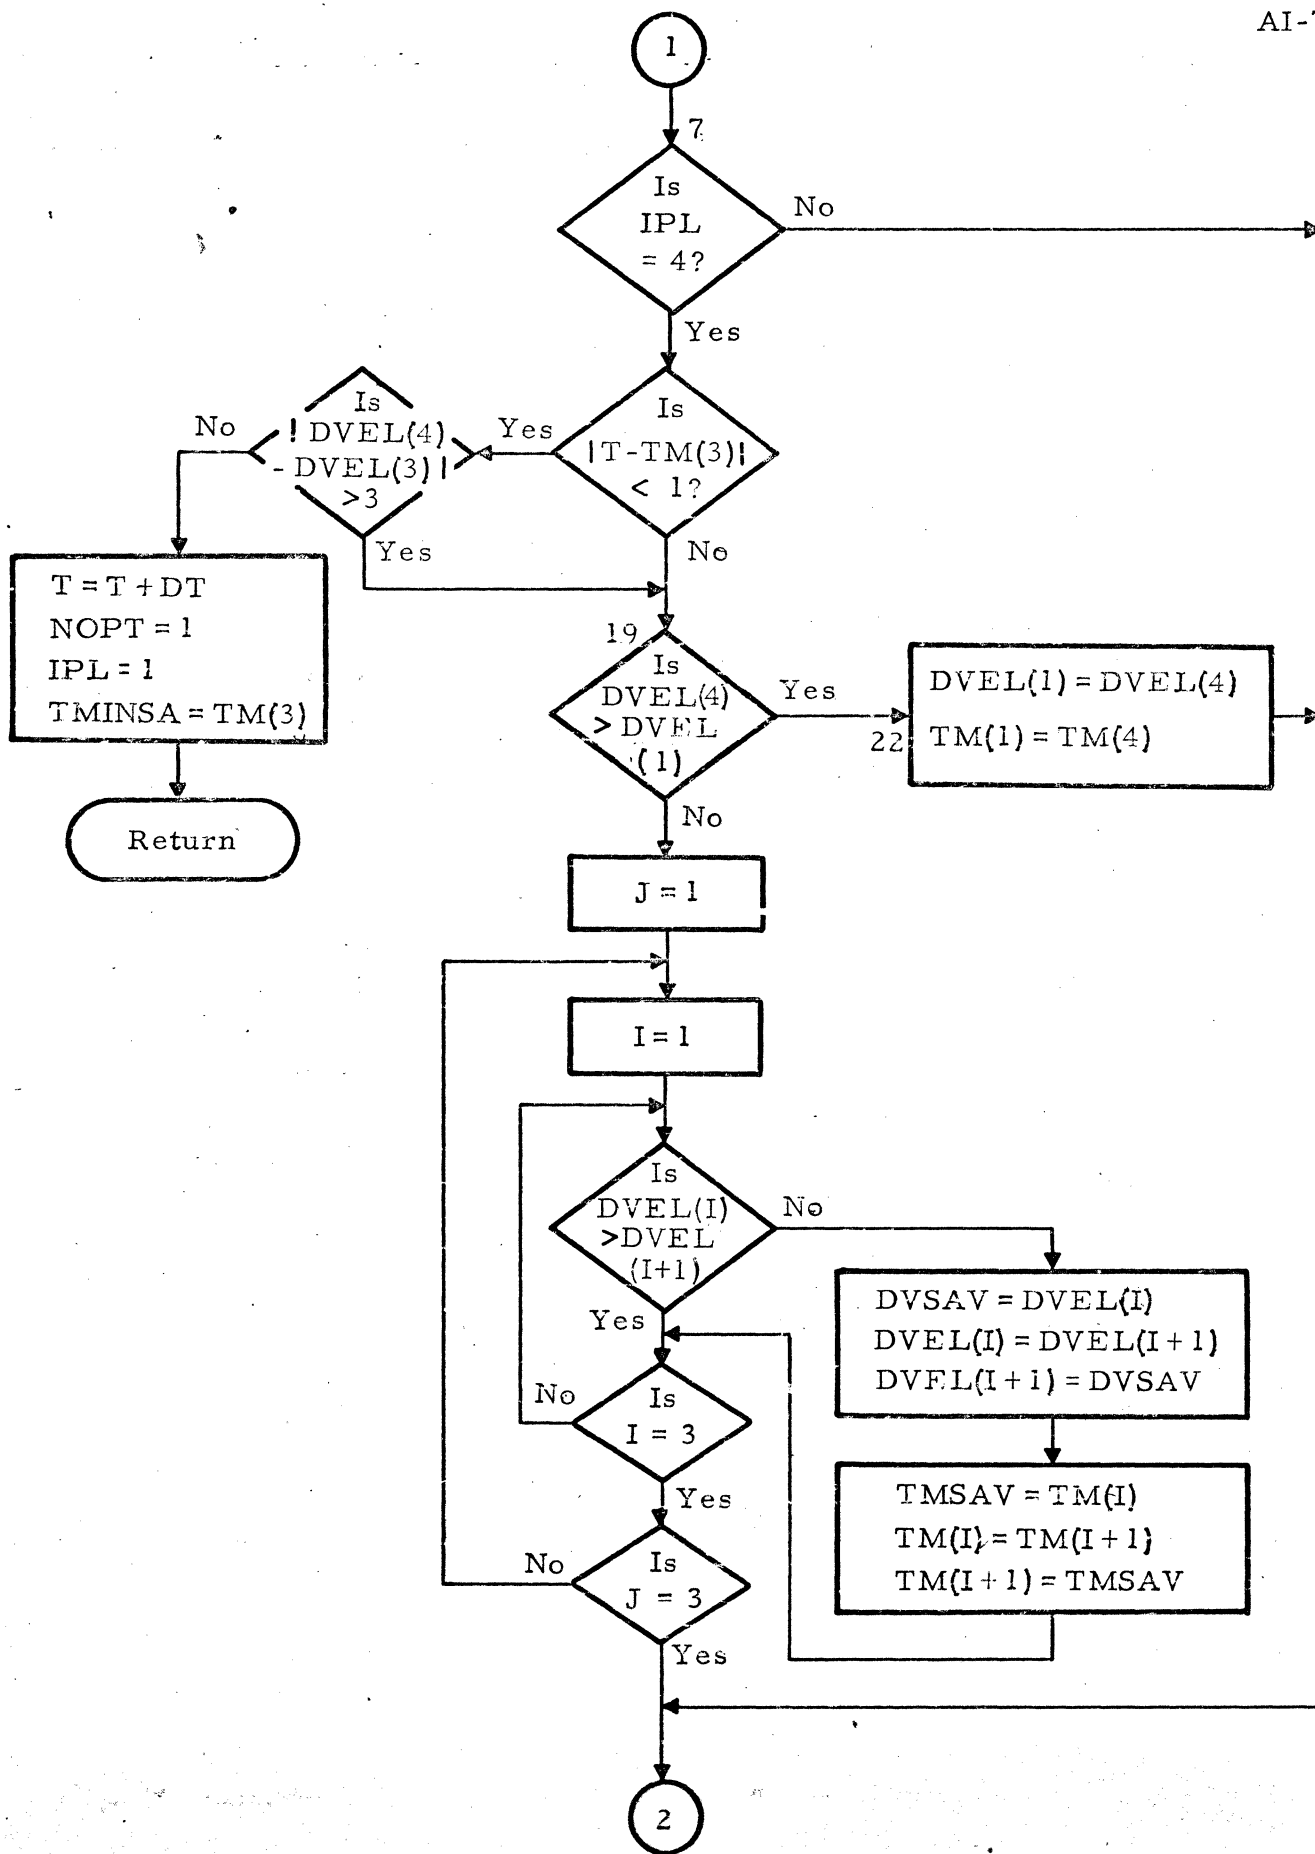 AI-7
1
7
Is
IPL
= 4?
No
Yes
Is
|T-TM(3)|
< 1?
Yes
No
Is
| DVEL(4)
- DVEL(3) |
>3
No
Yes
T = T + DT
NOPT = 1
IPL = 1
TMINSA = TM(3)
Return
19
Is
DVEL(4)
> DVEL
(1)
Yes
22
DVEL(1) = DVEL(4)
TM(1) = TM(4)
No
J = 1
I = 1
Is
DVEL(I)
>DVEL
(I+1)
No
Yes
DVSAV = DVEL(I)
DVEL(I) = DVEL(I + 1)
DVEL(I + 1) = DVSAV
TMSAV = TM(I)
TM(I) = TM(I + 1)
TM(I + 1) = TMSAV
No
Is
I = 3
Yes
No
Is
J = 3
Yes
2